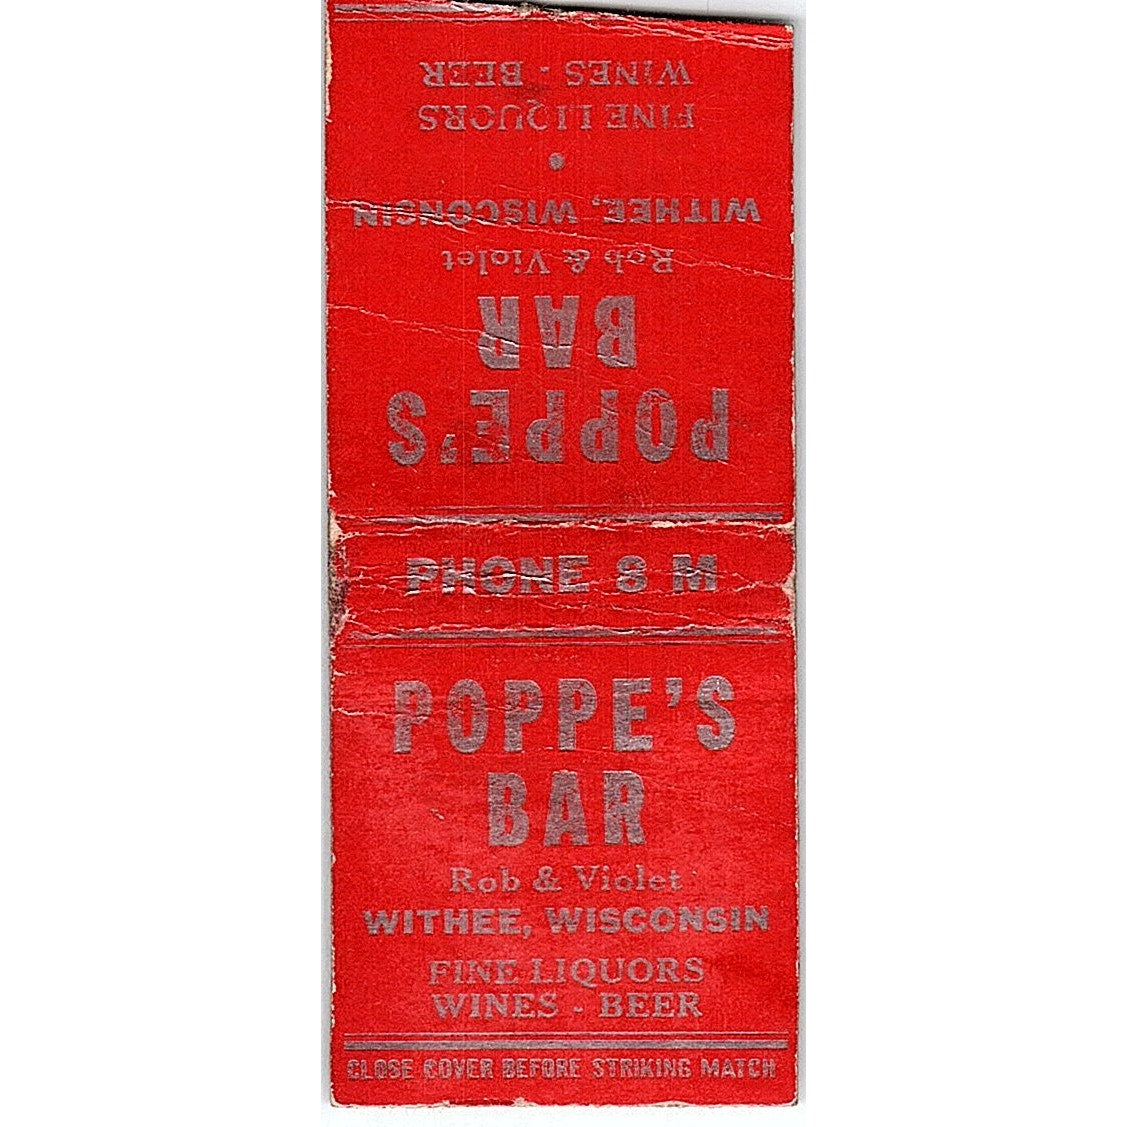 WINES - BEER
FINE LIQUORS
•
WITHEE, WISCONSIN
Rob & Violet
BAR
POPPE'S
PHONE 8 M
POPPE'S
BAR
Rob & Violet
WITHEE, WISCONSIN
FINE LIQUORS
WINES - BEER
CLOSE COVER BEFORE STRIKING MATCH